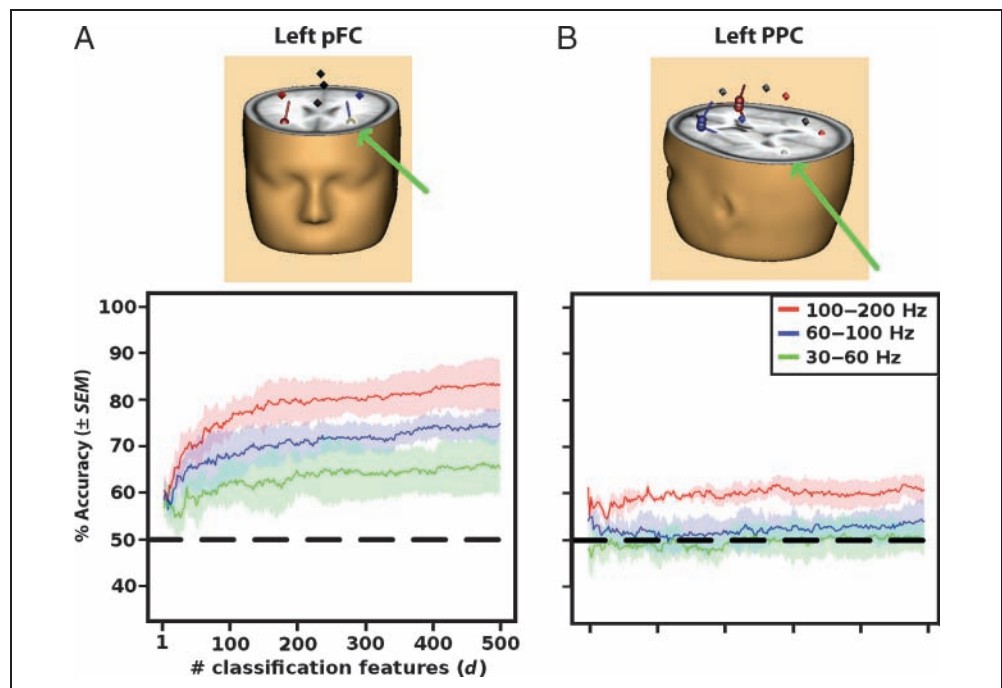 A
Left pFC
B
Left PPC
% Accuracy (± SEM)
100
90
80
70
60
50
40
1 100 200 300 400 500
# classification features (d)
100–200 Hz
60–100 Hz
30–60 Hz